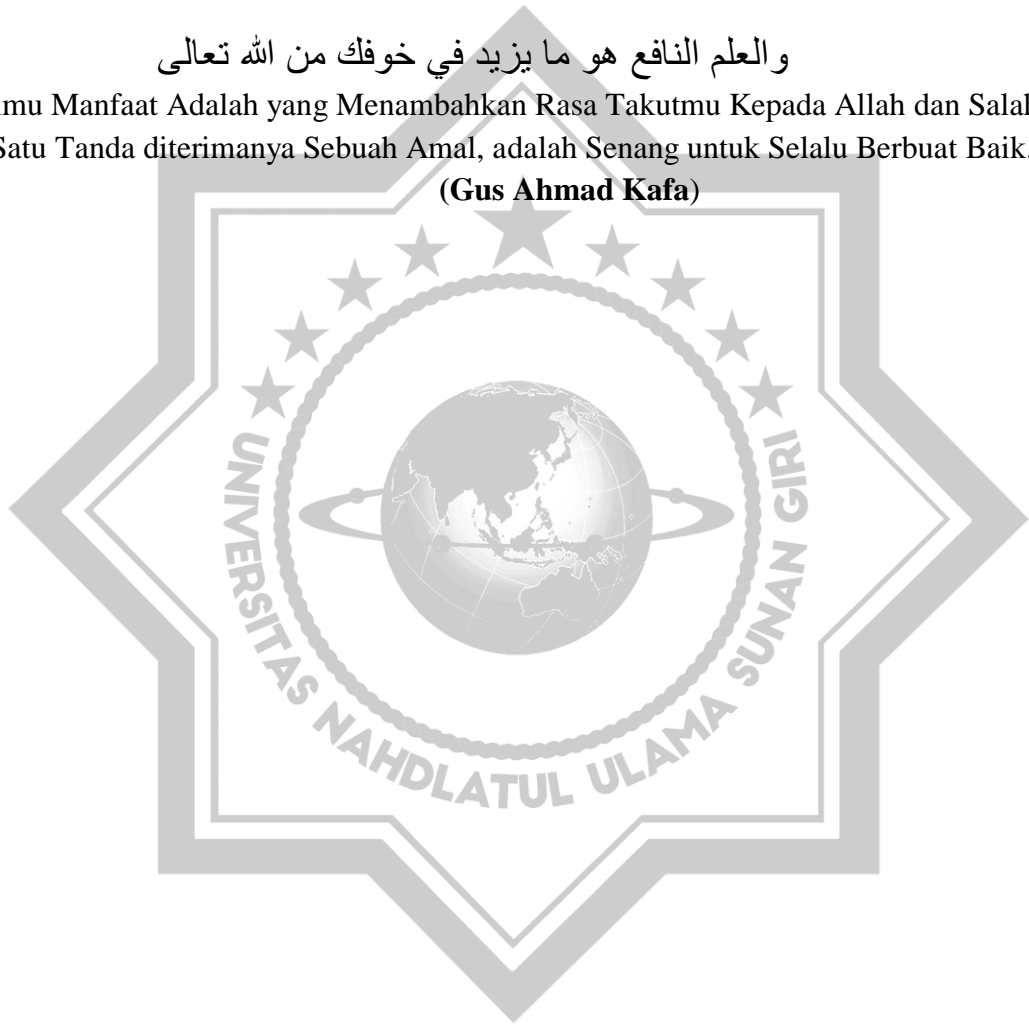 والعلم النافع هو ما يزيد في خوفك من الله تعالى
lmu Manfaat Adalah yang Menambahkan Rasa Takutmu Kepada Allah dan Salah
Satu Tanda diterimanya Sebuah Amal, adalah Senang untuk Selalu Berbuat Baik.
(Gus Ahmad Kafa)
UNIVERSITAS NAHDLATUL ULAMA SUNAN GIRI